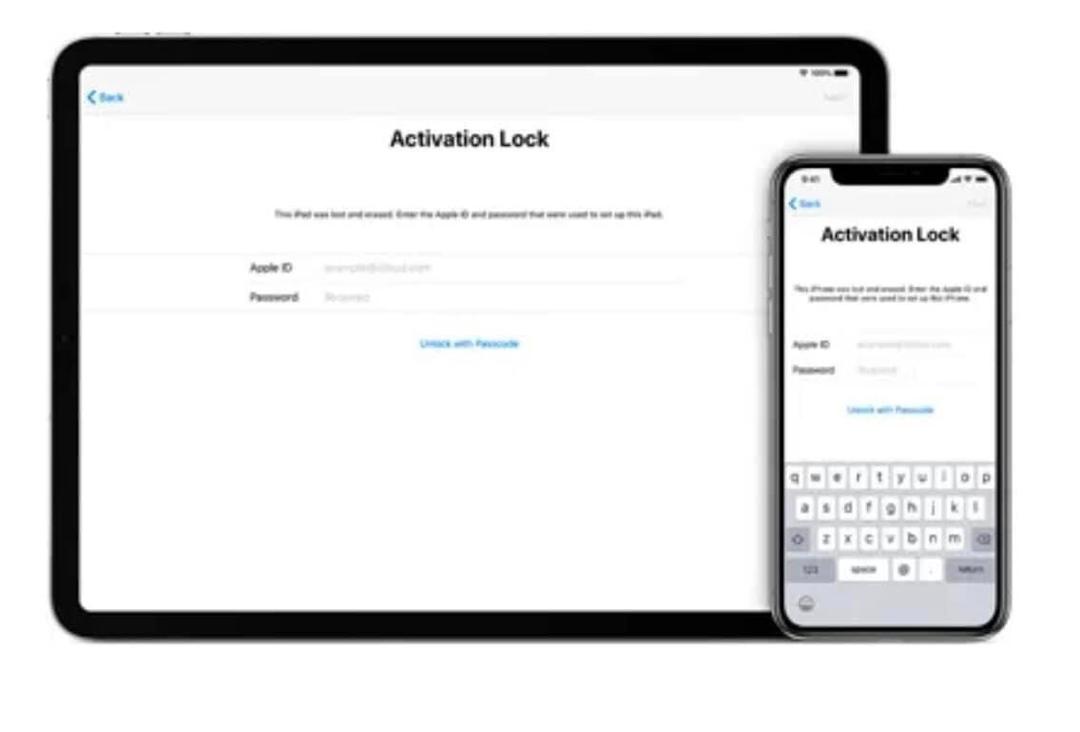 100%
Back
Activation Lock
This iPad was lost and erased. Enter the Apple ID and password that were used to set up this iPad.
Apple ID example@icloud.com
Password Required
Unlock with Passcode
9:41
Back
Activation Lock
This iPhone was lost and erased. Enter the Apple ID and
password that were used to set up this iPhone.
Apple ID example@icloud.com
Password Required
Unlock with Passcode
q w e r t y u i o p
a s d f g h j k l
z x c v b n m
123 space @ . return